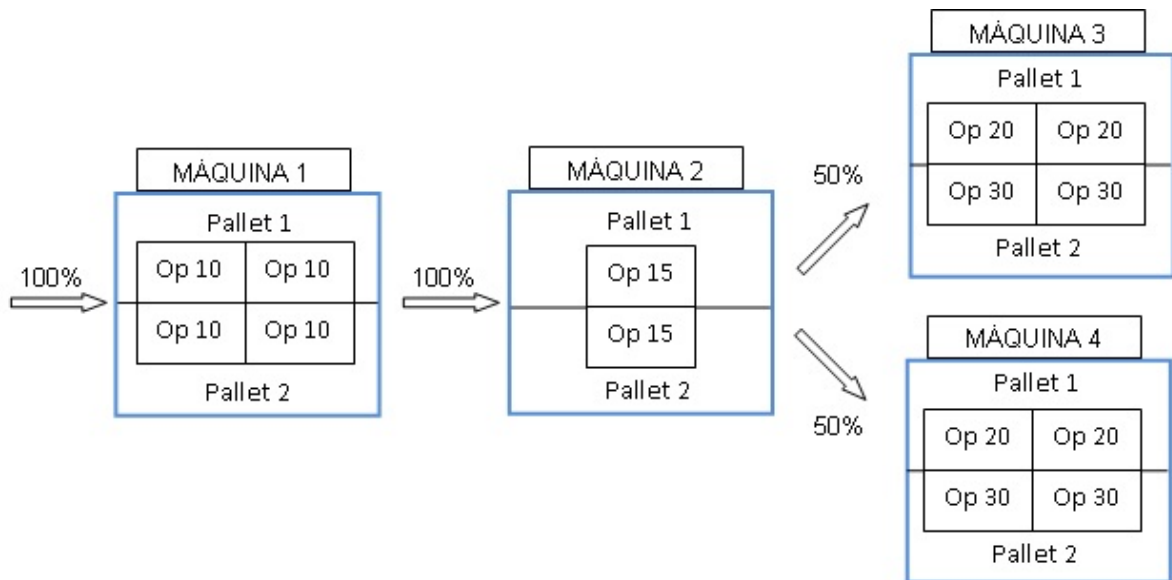 100%
MÁQUINA 1
Pallet 1
Op 10 Op 10
Op 10 Op 10
Pallet 2
100%
MÁQUINA 2
Pallet 1
Op 15
Op 15
Pallet 2
50%
MÁQUINA 3
Pallet 1
Op 20 Op 20
Op 30 Op 30
Pallet 2
50%
MÁQUINA 4
Pallet 1
Op 20 Op 20
Op 30 Op 30
Pallet 2